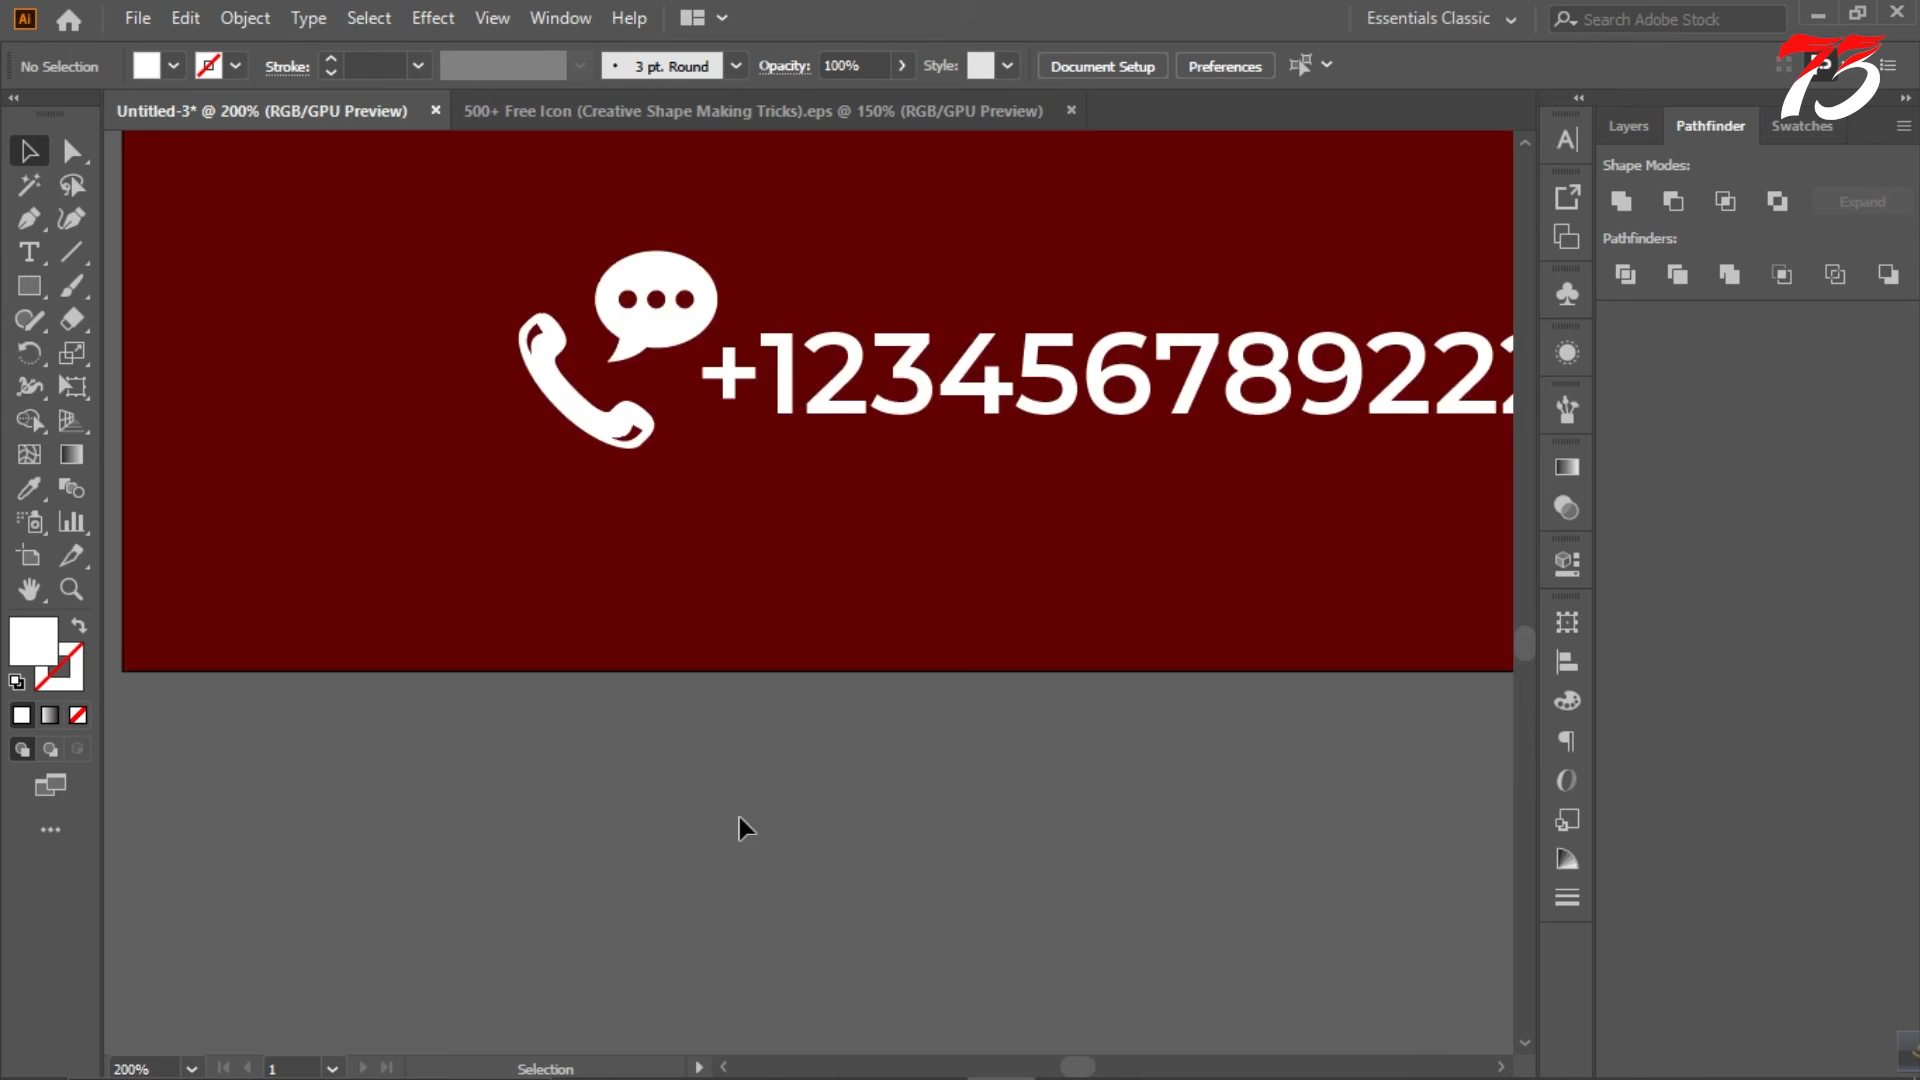 Ai File Edit Object Type Select Effect View Window Help Essentials Classic Search Adobe Stock
No Selection Stroke: 3 pt. Round Opacity: 100% Style: Document Setup Preferences
Untitled-3* @ 200% (RGB/GPU Preview) 500+ Free Icon (Creative Shape Making Tricks).eps @ 150% (RGB/GPU Preview)
Layers Pathfinder Swatches
Shape Modes:
Expand
Pathfinders:
+123456789222
200% 1 Selection